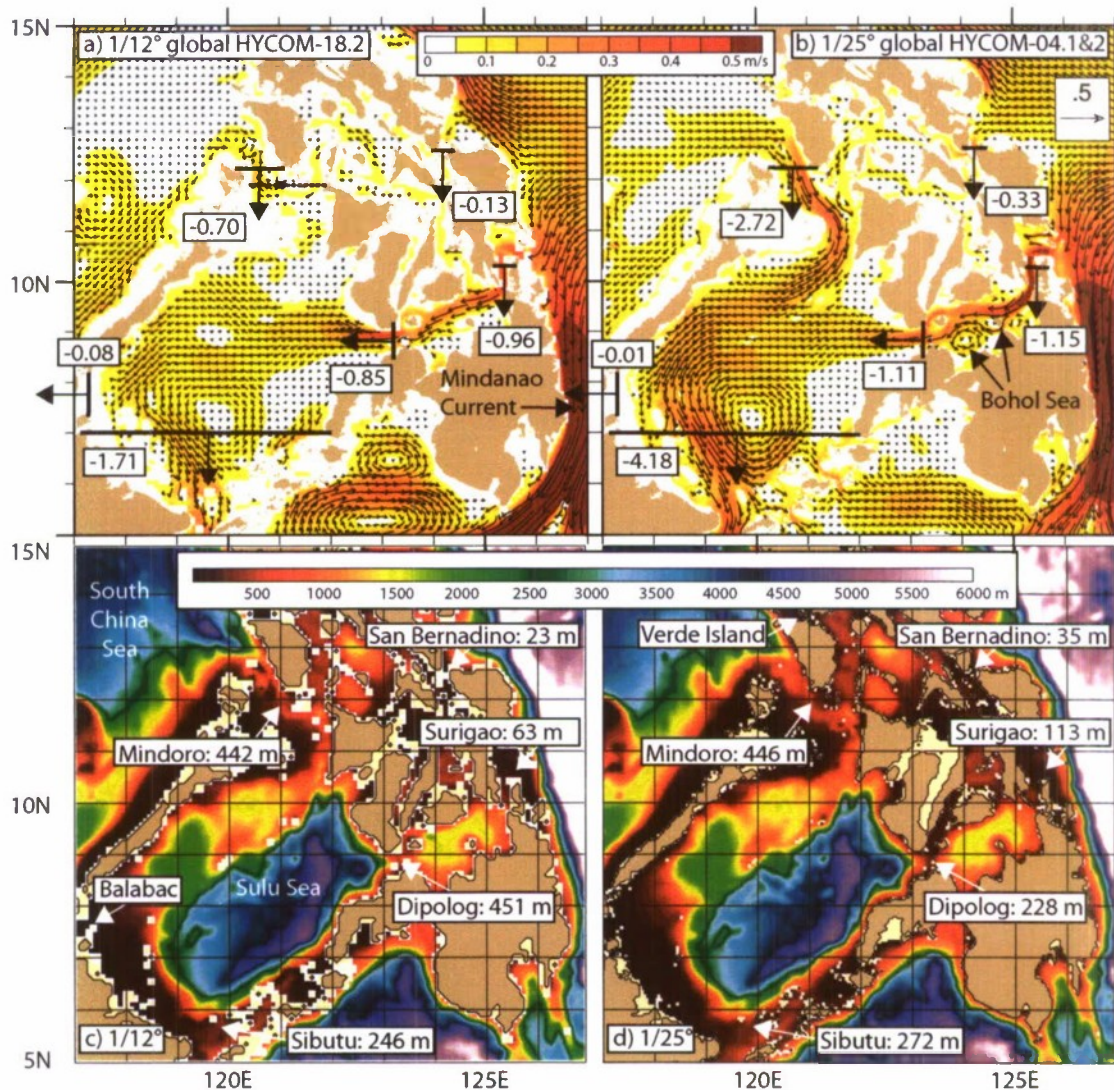 15N
a) 1/12° global HYCOM-18.2
b) 1/25° global HYCOM-04.1&2
0.1 0.2 0.3 0.4 0.5 m/s
.5
-0.70
-0.13
-2.72
-0.33
10N
-0.08
-0.85
-0.96
Mindanao
Current
-1.71
-0.01
-1.11
-1.15
Bohol Sea
-4.18
15N
500 1000 1500 2000 2500 3000 3500 4000 4500 5000 5500 6000 m
South
China
Sea
San Bernadino: 23 m
Verde Island
San Bernadino: 35 m
Surigao: 63 m
Surigao: 113 m
Mindoro: 442 m
Mindoro: 446 m
10N
Balabac
Sulu Sea
Dipolog: 451 m
Dipolog: 228 m
c) 1/12°
Sibutu: 246 m
d) 1/25°
Sibutu: 272 m
5N
120E
125E
120E
125E